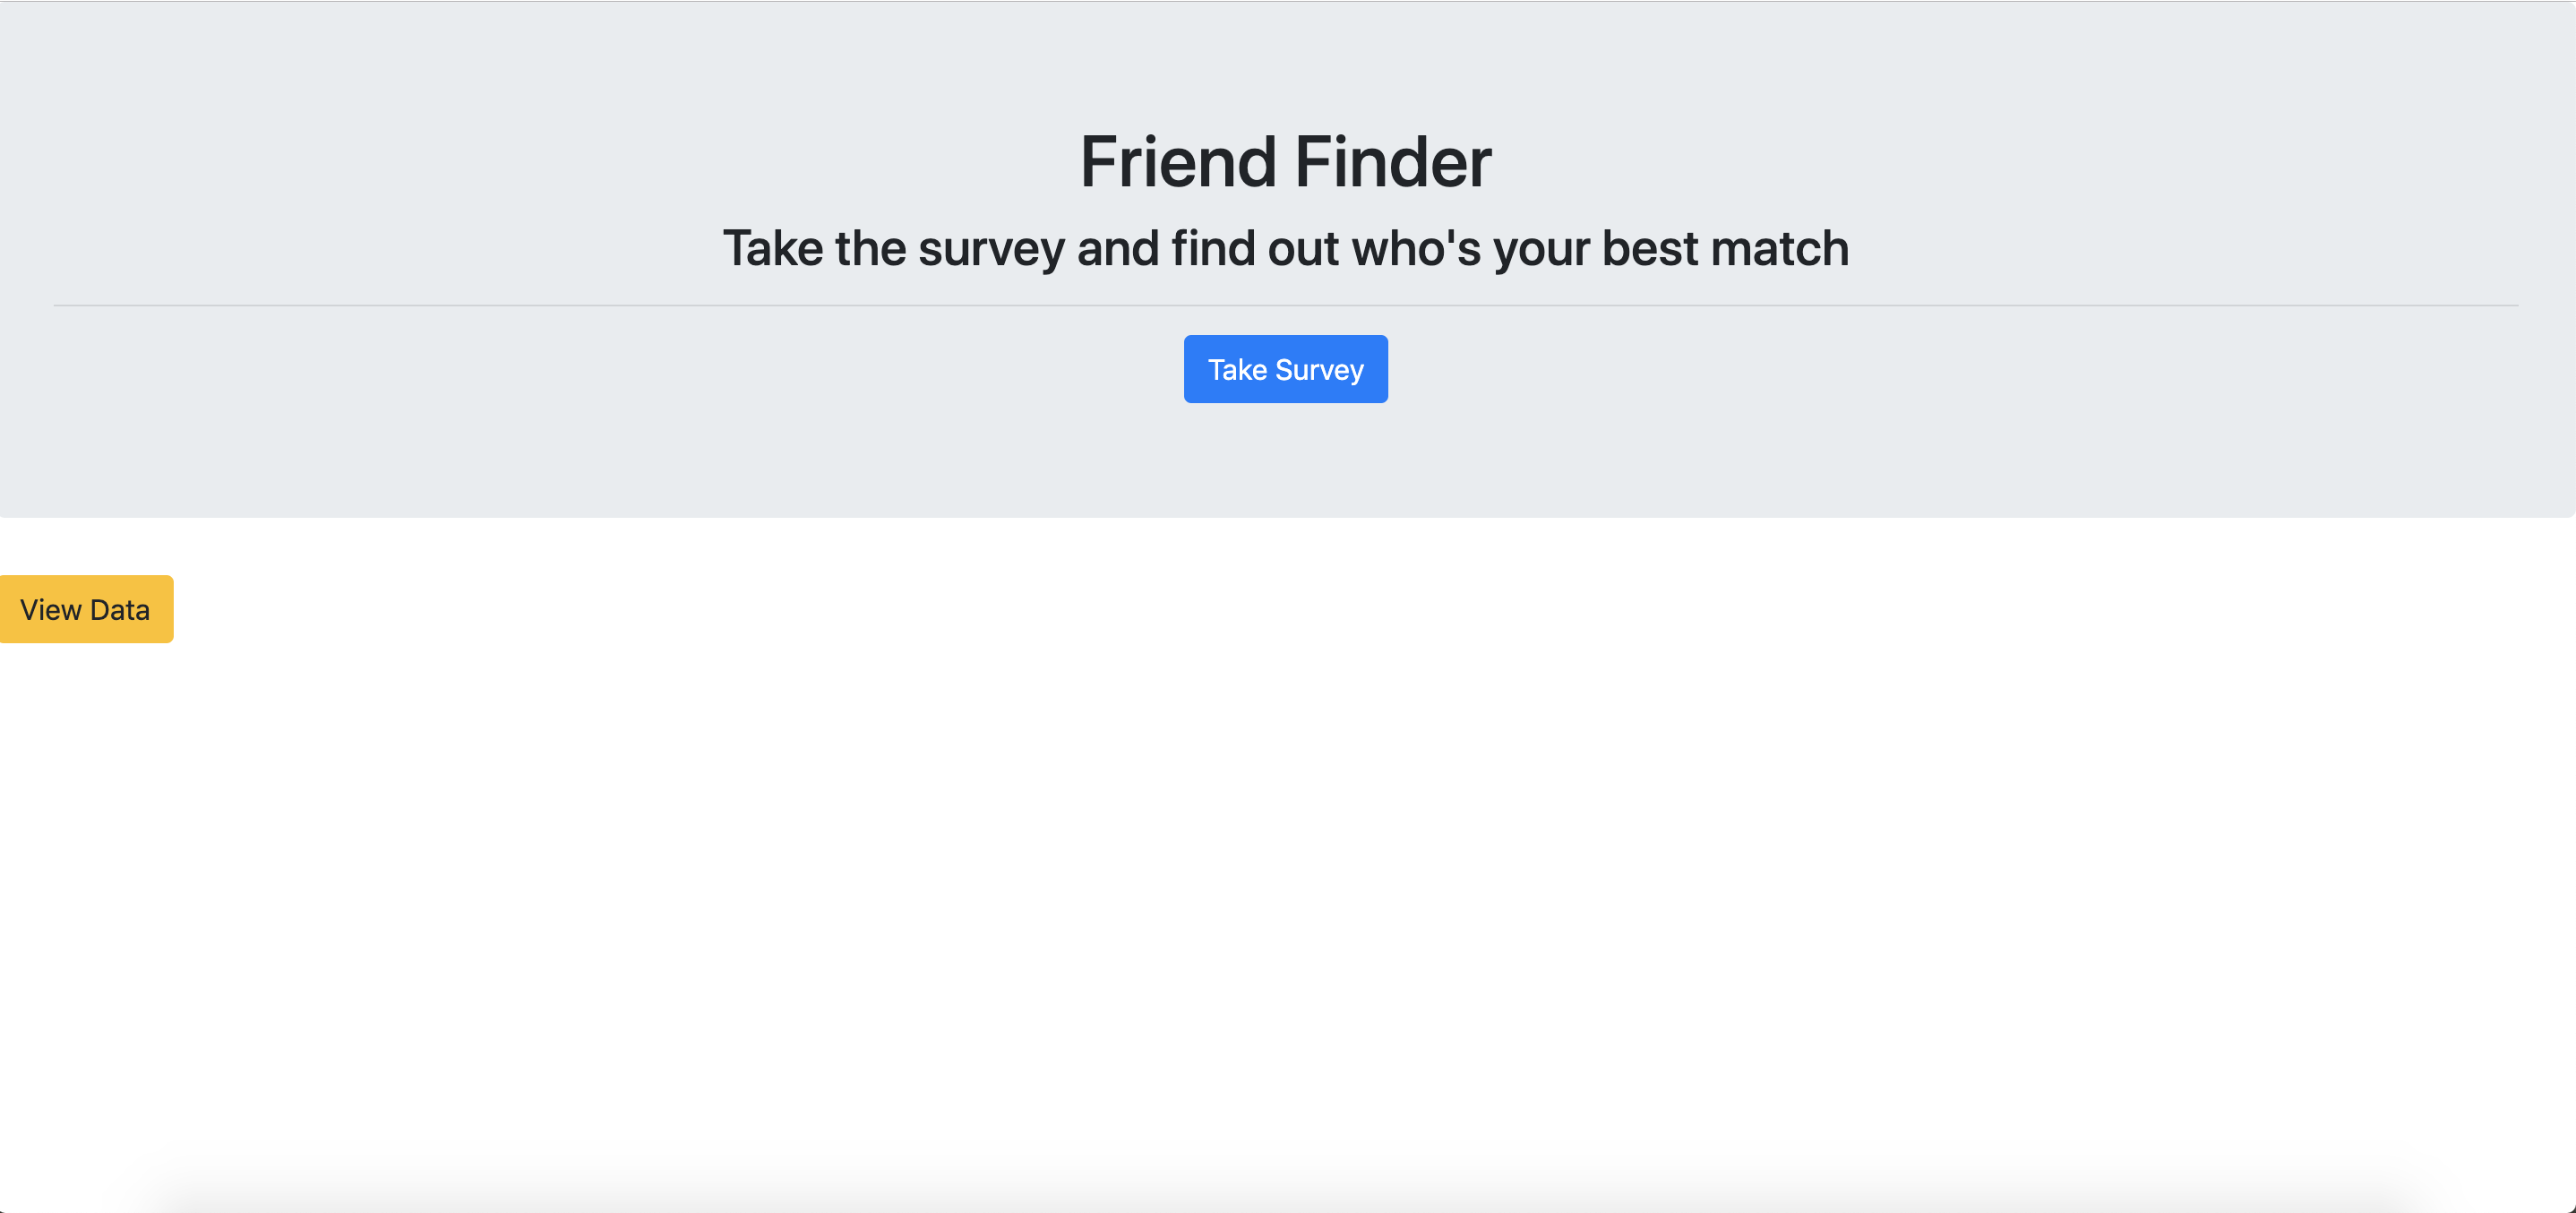 Friend Finder
Take the survey and find out who's your best match
Take Survey
View Data